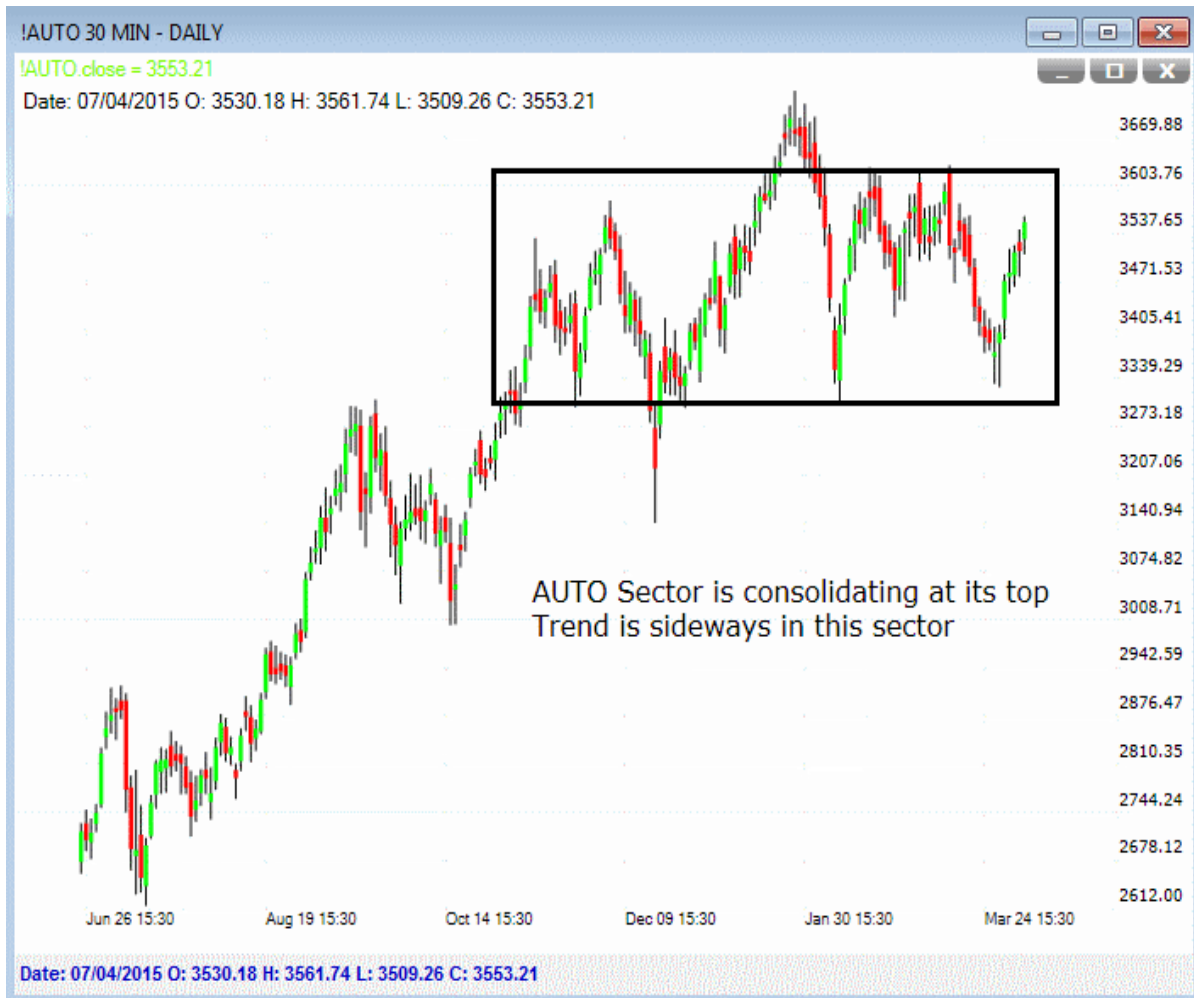 !AUTO 30 MIN - DAILY
!AUTO.close = 3553.21
Date: 07/04/2015 O: 3530.18 H: 3561.74 L: 3509.26 C: 3553.21
3669.88
3603.76
3537.65
3471.53
3405.41
3339.29
3273.18
3207.06
3140.94
3074.82
3008.71
2942.59
2876.47
2810.35
2744.24
2678.12
2612.00
AUTO Sector is consolidating at its top
Trend is sideways in this sector
Jun 26 15:30 Aug 19 15:30 Oct 14 15:30 Dec 09 15:30 Jan 30 15:30 Mar 24 15:30
Date: 07/04/2015 O: 3530.18 H: 3561.74 L: 3509.26 C: 3553.21